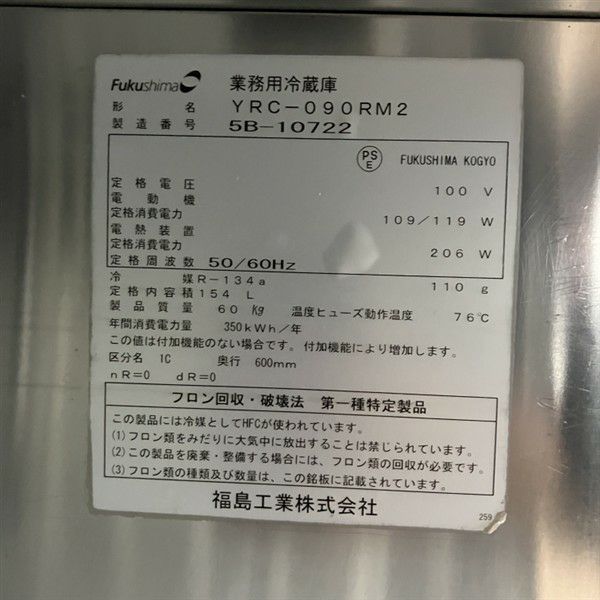 Fukushima 業務用冷蔵庫
形名 YRC-090RM2
製造番号 5B-10722
PSE FUKUSHIMA KOGYO
定格電圧 100 V
電動機
定格消費電力 109/119 W
電熱装置
定格消費電力 206 W
定格周波数 50/60Hz
冷媒 R-134a 110 g
定格内容積 154 L
製品質量 60 Kg 温度ヒューズ動作温度 76℃
年間消費電力量 350kWh/年
この値は付加機能のない場合です。付加機能により増加します。
区分名 1C 奥行 600mm
nR=0 dR=0
フロン回収・破壊法 第一種特定製品
この製品には冷媒としてHFCが使われています。
(1)フロン類をみだりに大気中に放出することは禁じられています。
(2)この製品を廃棄・整備する場合には、フロン類の回収が必要です。
(3)フロン類の種類及び数量は、この銘板に記載されています。
福島工業株式会社
259